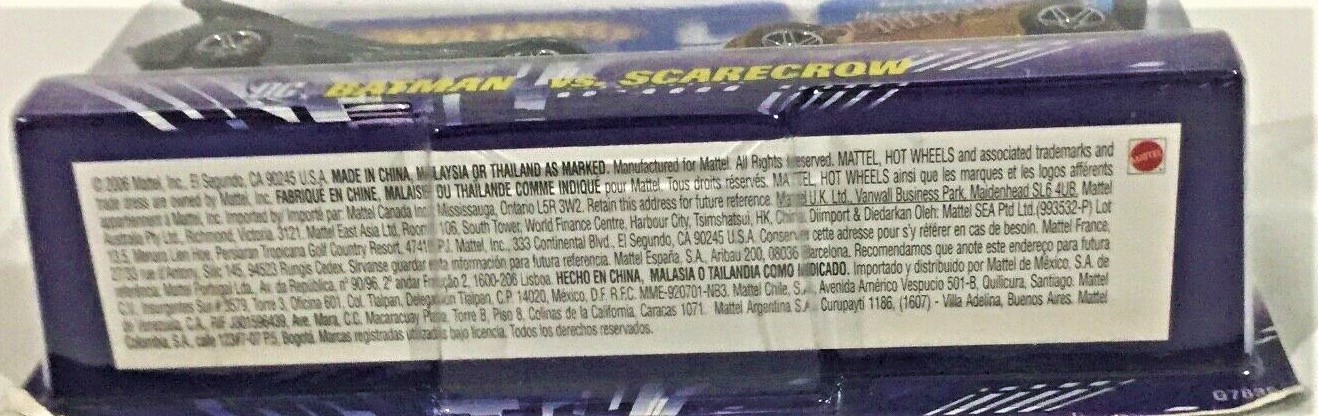 DC BATMAN VS. SCARECROW
© 2006 Mattel, Inc. El Segundo, CA 90245 U.S.A. MADE IN CHINA, MALAYSIA OR THAILAND AS MARKED. Manufactured for Mattel. All Rights Reserved. MATTEL, HOT WHEELS and associated trademarks and
trade dress are owned by Mattel, Inc. FABRIQUÉ EN CHINE, MALAISIE OU THAÏLANDE COMME INDIQUÉ pour Mattel. Tous droits réservés. MATTEL, HOT WHEELS ainsi que les marques et les logos afférents
appartiennent à Mattel, Inc. Imported by/Importé par: Mattel Canada Inc. Mississauga, Ontario L5R 3W2. Retain this address for future reference. Mattel U.K. Ltd., Vanwall Business Park, Maidenhead SL6 4UB. Mattel
Australia Pty Ltd., Richmond, Victoria. 3121. Mattel East Asia Ltd, Room 106, South Tower, World Finance Centre, Harbour City, Tsimshatsui, HK, China. Diimport & Diedarkan Oleh: Mattel SEA Ptd Ltd.(993532-P) Lot
13.5, Menara Lien Hoe, Persiaran Tropicana Golf Country Resort, 47410 PJ. Mattel, Inc., 333 Continental Blvd., El Segundo, CA 90245 U.S.A. Conserver cette adresse pour s'y référer en cas de besoin. Mattel France,
27/33 rue d'Antony, Silic 145, 94523 Rungis Cedex. Sírvanse guardar esta información para futura referencia. Mattel España, S.A., Aribau 200, 08036 Barcelona. Recomendamos que anote este endereço para futura
referência. Mattel Portugal Lda., Av. da República, nº 90/96, 2º andar Fracção 2, 1600-206 Lisboa. HECHO EN CHINA, MALASIA O TAILANDIA COMO INDICADO. Importado y distribuido por Mattel de México, S.A. de
C.V., Insurgentes Sur # 3579, Torre 3, Oficina 601, Col. Tlalpan, Delegación Tlalpan, C.P. 14020, México, D.F. R.F.C. MME-920701-NB3. Mattel Chile, S.A., Avenida Américo Vespucio 501-B, Quilicura, Santiago. Mattel
de Venezuela, C.A., RIF J301596439, Ave. Mara, C.C. Macaracuay Plaza, Torre B, Piso 8, Colinas de la California, Caracas 1071. Mattel Argentina S.A., Curupaytí 1186, (1607) - Villa Adelina, Buenos Aires. Mattel
Colombia, S.A., calle 123#7-07 P.5, Bogotá. Marcas registradas utilizadas bajo licencia. Todos los derechos reservados.
MATTEL